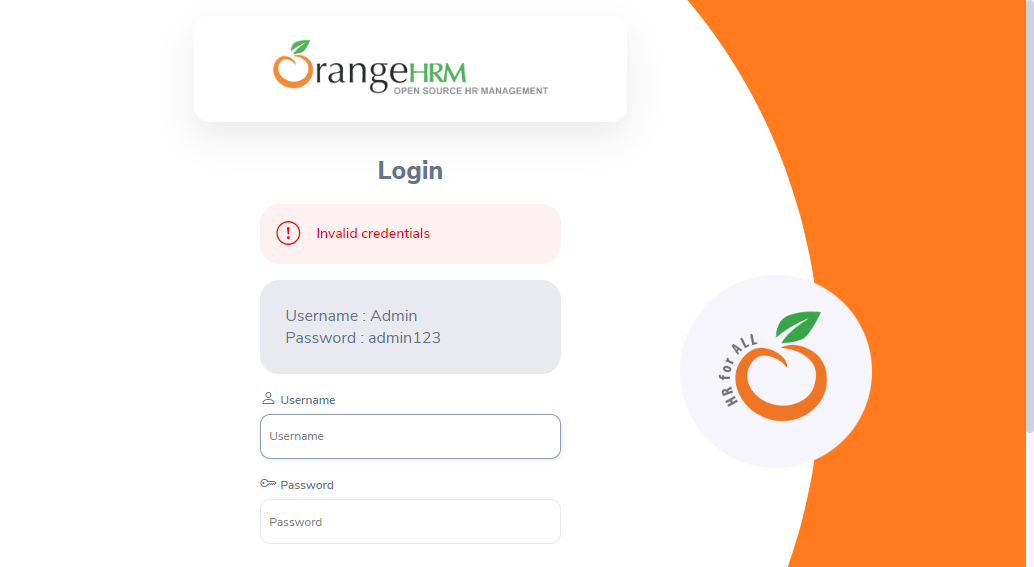 OrangeHRM
OPEN SOURCE HR MANAGEMENT
Login
Invalid credentials
Username : Admin
Password : admin123
Username
Username
Password
Password
HR for ALL